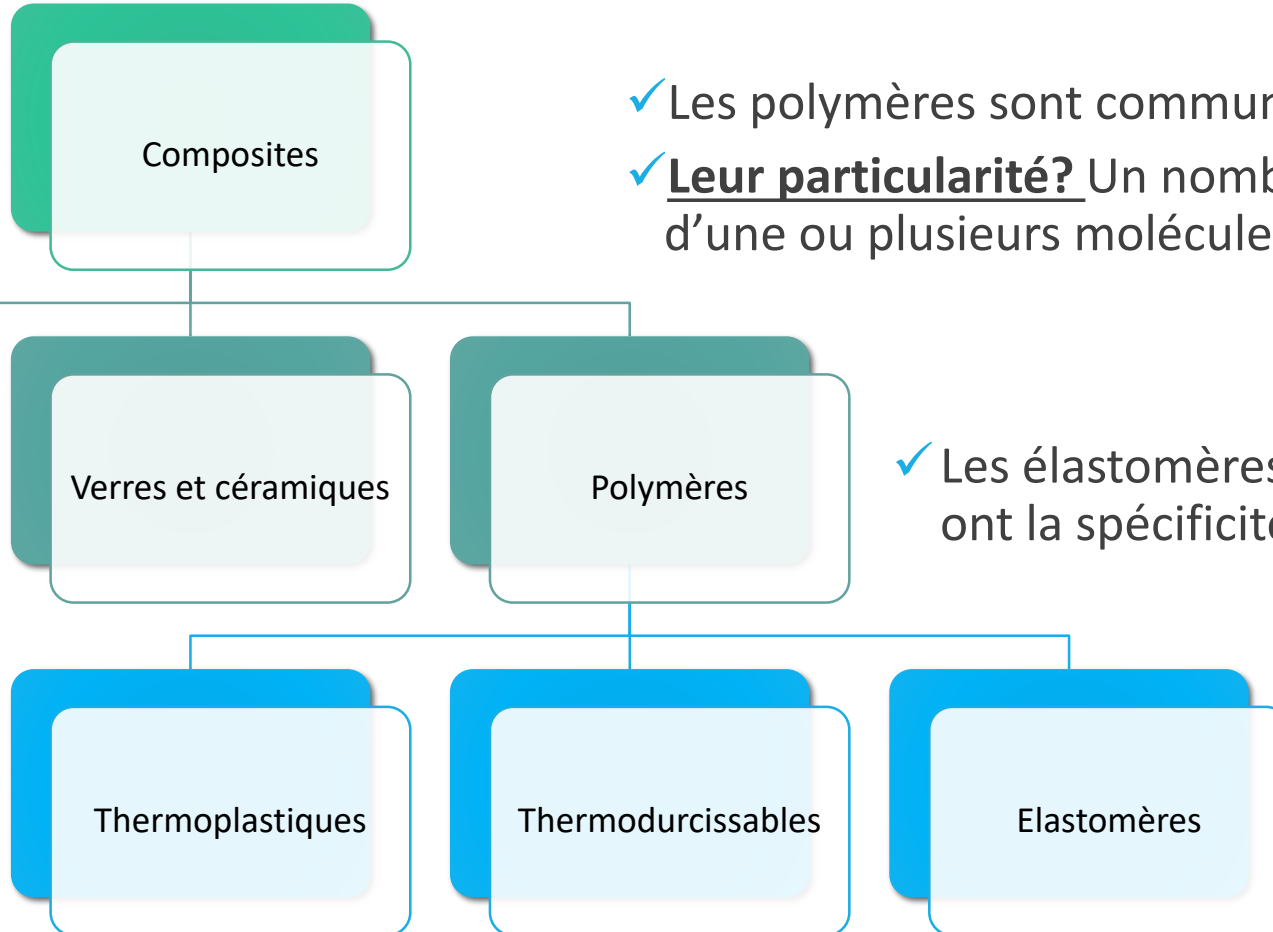 Composites
✓Les polymères sont commun
✓Leur particularité? Un nomb
d’une ou plusieurs molécule
Verres et céramiques
Polymères
✓Les élastomères
ont la spécificité
Thermoplastiques
Thermodurcissables
Elastomères